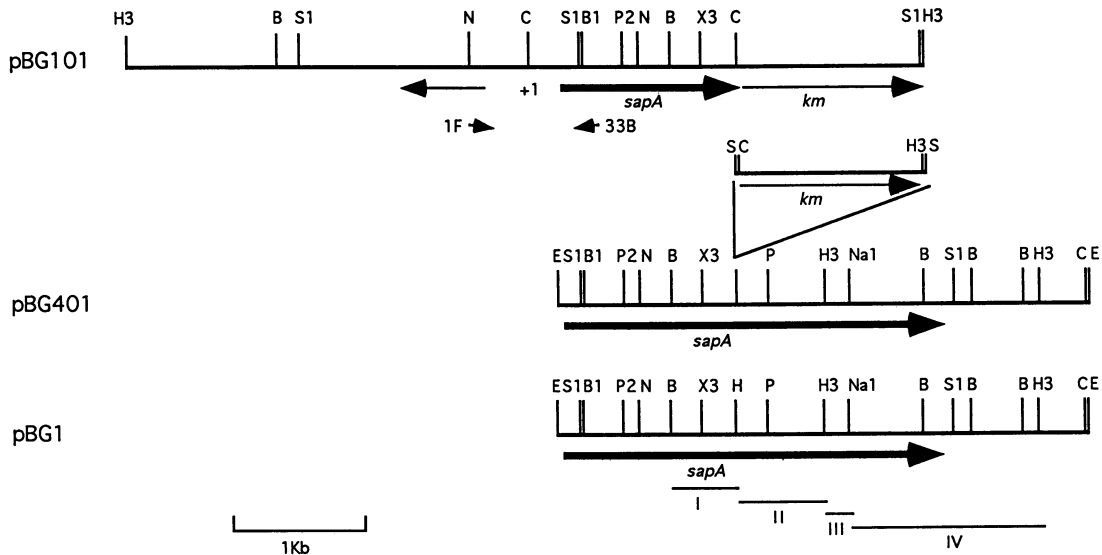 H3 B S1 N C S1 B1 P2 N B X3 C S1 H3
pBG101
+1 sapA km
1F 33B
S C H3 S
km
E S1 B1 P2 N B X3 P H3 Na1 B S1 B B H3 C E
pBG401
sapA
E S1 B1 P2 N B X3 H P H3 Na1 B S1 B B H3 C E
pBG1
sapA
I II III IV
1Kb